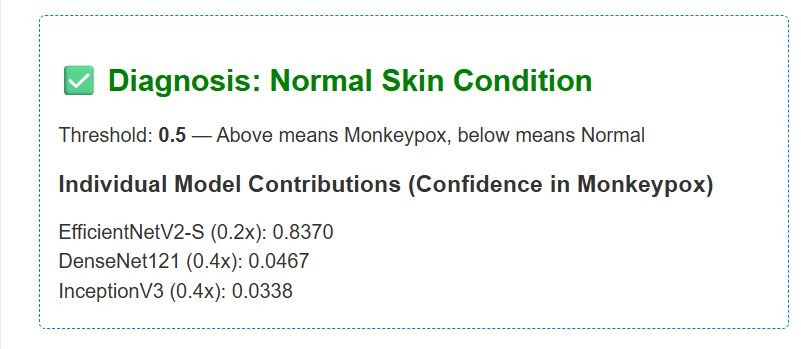 ✅ Diagnosis: Normal Skin Condition
Threshold: 0.5 — Above means Monkeypox, below means Normal
Individual Model Contributions (Confidence in Monkeypox)
EfficientNetV2-S (0.2x): 0.8370
DenseNet121 (0.4x): 0.0467
InceptionV3 (0.4x): 0.0338